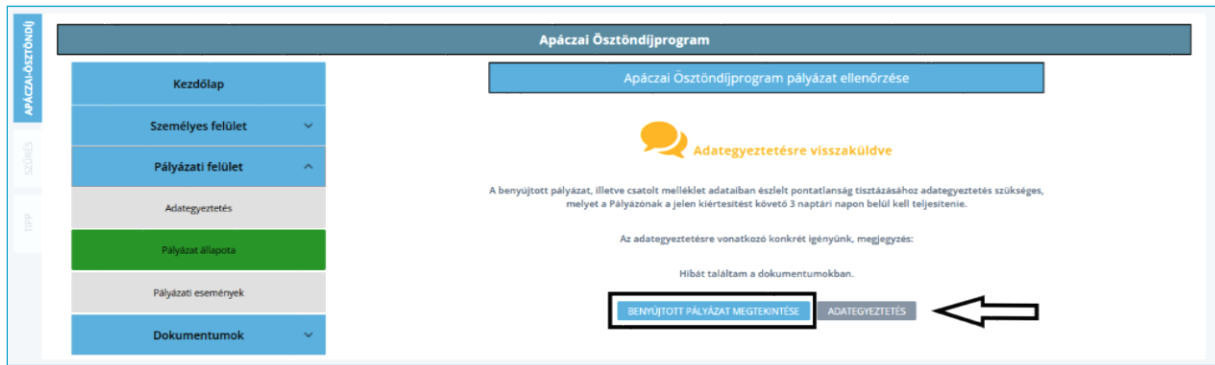 Apáczai Ösztöndíjprogram
APÁCZAI-ÖSZTÖNDÍJ
SZŰRÉS
TIPP
Kezdőlap
Személyes felület
Pályázati felület
Adategyeztetés
Pályázat állapota
Pályázati események
Dokumentumok
Apáczai Ösztöndíjprogram pályázat ellenőrzése
Adategyeztetésre visszaküldve
A benyújtott pályázat, illetve csatolt melléklet adataiban észlelt pontatlanság tisztázásához adategyeztetés szükséges,
melyet a Pályázónak a jelen kiértesítést követő 3 naptári napon belül kell teljesítenie.
Az adategyeztetésre vonatkozó konkrét igényünk, megjegyzés:
Hibát találtam a dokumentumokban.
BENYÚJTOTT PÁLYÁZAT MEGTEKINTÉSE
ADATEGYEZTETÉS